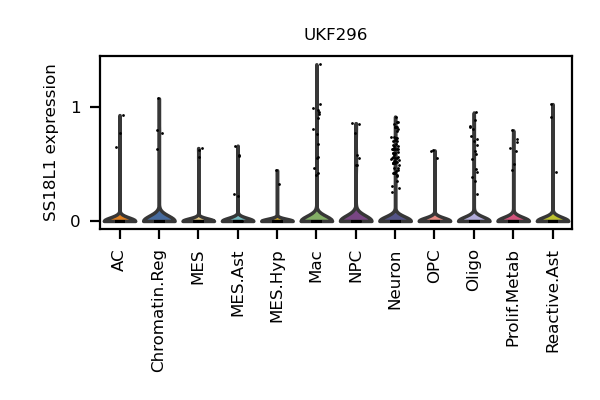 UKF296
SS18L1 expression
1
0
AC
Chromatin.Reg
MES
MES.Ast
MES.Hyp
Mac
NPC
Neuron
OPC
Oligo
Prolif.Metab
Reactive.Ast